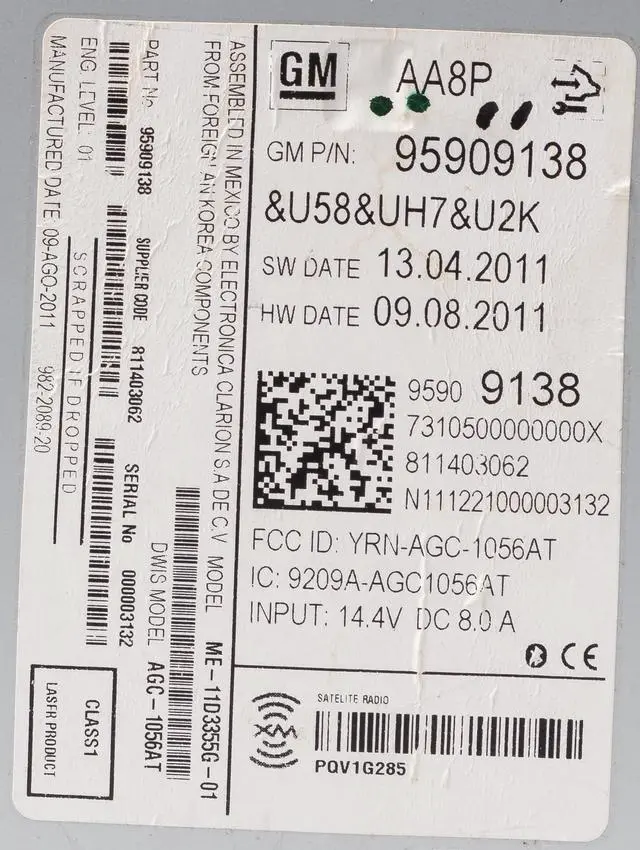 GM
AA8P
GM P/N: 95909138
&U58&UH7&U2K
SW DATE 13.04.2011
HW DATE 09.08.2011
9590 9138
7310500000000X
811403062
N111221000003132
FCC ID: YRN-AGC-1056AT
IC: 9209A-AGC1056AT
INPUT: 14.4V DC 8.0 A
CE
SATELITE RADIO
PQV1G285
ASSEMBLED IN MEXICO BY ELECTRONICA CLARION S.A DE C.V. MODEL ME-11D3355G-01
FROM FOREIGN AN KOREA COMPONENTS
DWIS MODEL AGC-1056AT
PART No 95909138 SUPPLIER CODE 811403062 SERIAL No 000003132
ENG LEVEL: 01
SCRAPPED IF DROPPED
MANUFACTURED DATE: 09-AGO-2011 982-2089-20
CLASS1
LASER PRODUCT